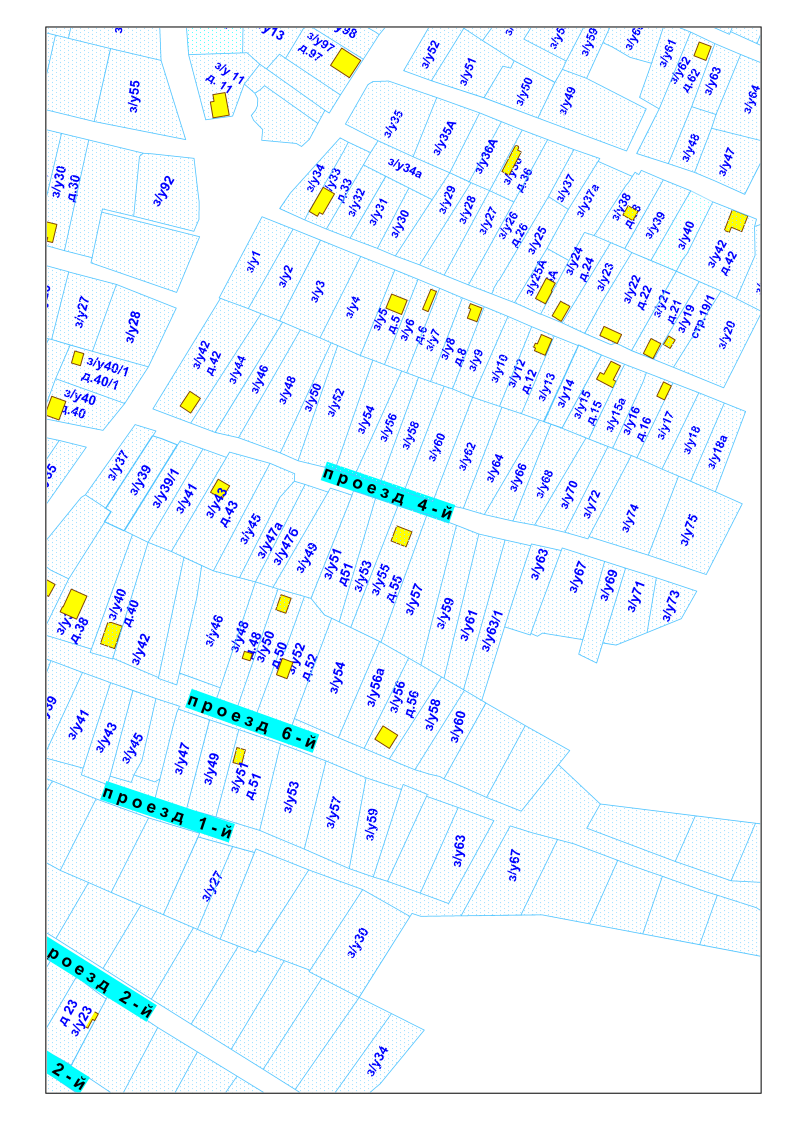 з/у13
з/у98
з/у97
д.97
з/у 11
д. 11
з/у55
з/у52
з/у51
з/у50
з/у49
з/у59
з/у61
з/у62
д.62
з/у63
з/у64
з/у48
з/у47
з/у35
з/у35А
з/у36А
д.36
з/у34а
з/у34
д.33
з/у32
з/у31
з/у30
з/у29
з/у28
з/у27
з/у26
д.26
з/у25
з/у37
з/у37а
з/у38
з/у39
з/у40
з/у42
д.42
з/у30
д.30
з/у92
з/у25А
з/у24
д.24
з/у23
з/у22
д.22
з/у21
д.21
з/у19
стр.19/1
з/у20
з/у1
з/у2
з/у3
з/у4
з/у5
д.5
з/у6
д.6
з/у7
з/у8
д.8
з/у9
з/у10
з/у12
д.12
з/у13
з/у14
з/у15
д.15
з/у15а
з/у16
д.16
з/у17
з/у18
з/у18а
з/у27
з/у28
з/у40/1
д.40/1
з/у40
д.40
з/у42
д.42
з/у44
з/у46
з/у48
з/у50
з/у52
з/у54
з/у56
з/у58
з/у60
з/у62
з/у64
з/у66
з/у68
з/у70
з/у72
з/у74
з/у75
проезд 4-й
з/у37
з/у39
з/у39/1
з/у41
з/у43
д.43
з/у45
з/у47а
з/у47б
з/у49
з/у51
д51
з/у53
з/у55
д.55
з/у57
з/у59
з/у61
з/у63/1
з/у63
з/у67
з/у69
з/у71
з/у73
д.38
з/у40
д.40
з/у42
з/у46
з/у48
д.48
з/у50
д.50
з/у52
д.52
з/у54
з/у56а
з/у56
д.56
з/у58
з/у60
проезд 6-й
з/у41
з/у43
з/у45
з/у47
з/у49
з/у51
д.51
з/у53
з/у57
з/у59
з/у63
з/у67
проезд 1-й
з/у27
з/у30
роезд 2-й
д 23
з/у23
з/у34
2-й